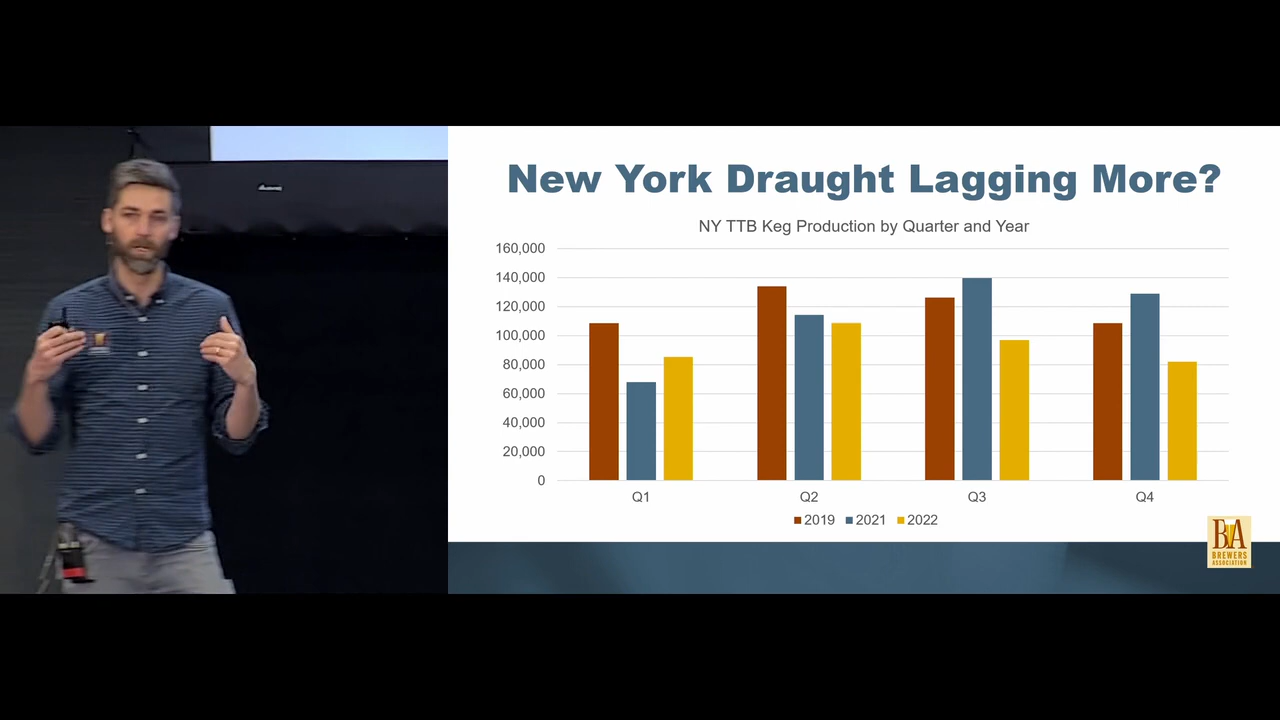 New York Draught Lagging More?
NY TTB Keg Production by Quarter and Year
160,000
140,000
120,000
100,000
80,000
60,000
40,000
20,000
0
Q1 Q2 Q3 Q4
2019 2021 2022
BA
BREWERS
ASSOCIATION